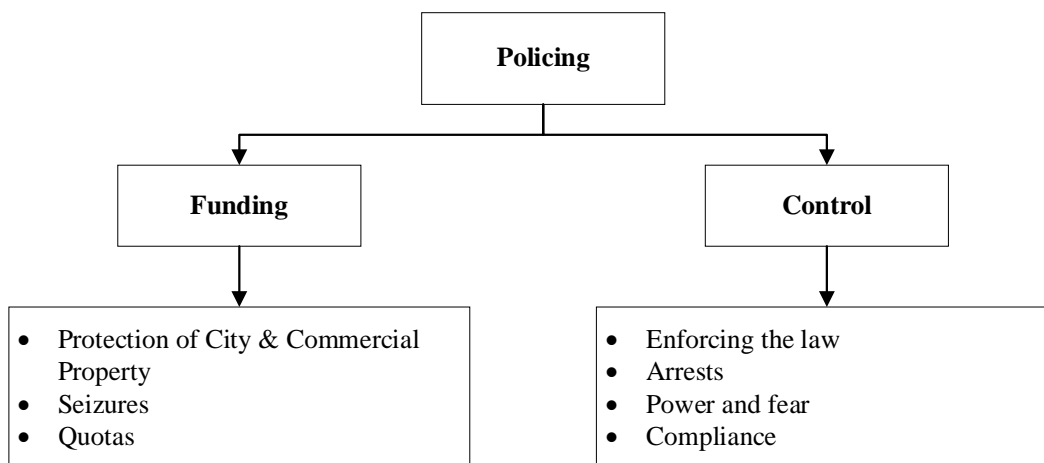 Policing
Funding
Control
• Protection of City & Commercial
Property
• Seizures
• Quotas
• Enforcing the law
• Arrests
• Power and fear
• Compliance